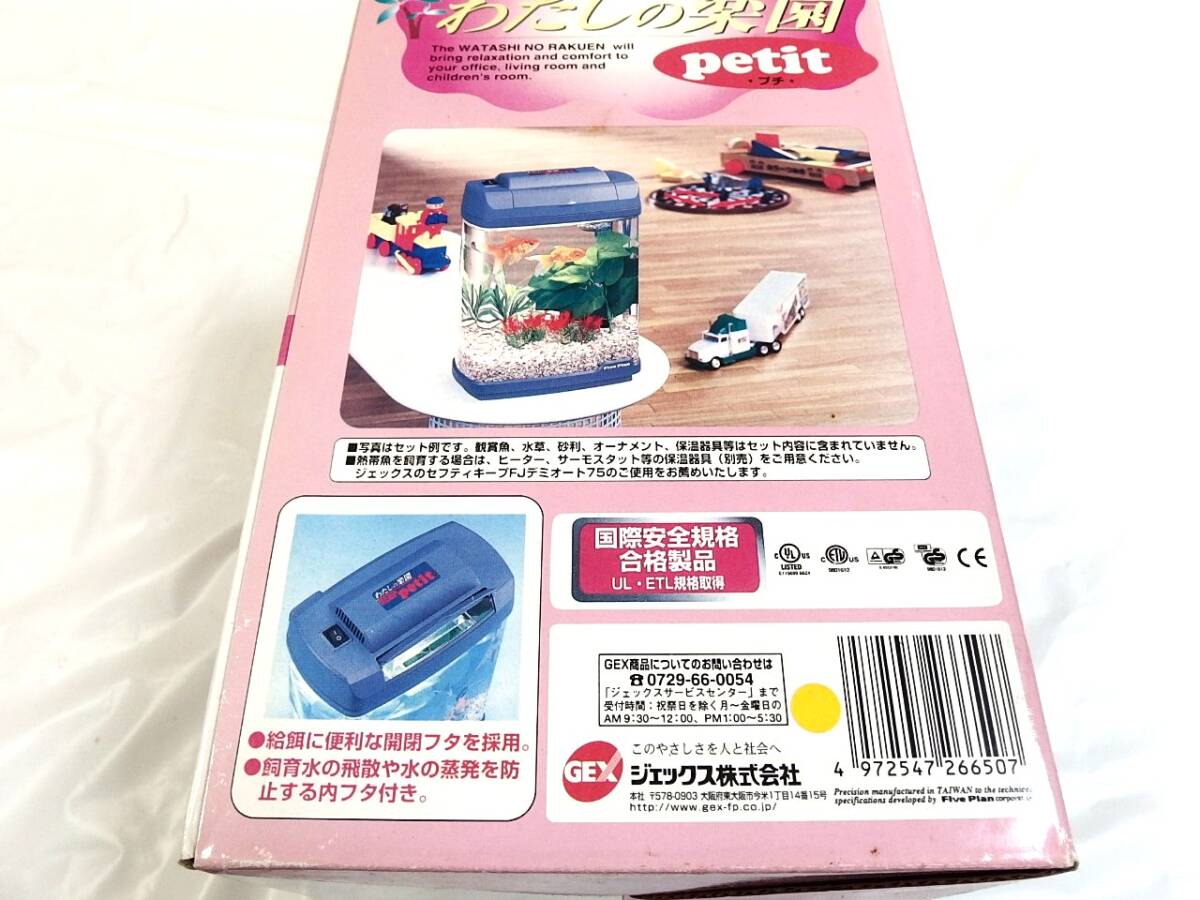 わたしの楽園
The WATASHI NO RAKUEN will
bring relaxation and comfort to
your office, living room and
children's room.
petit
・プチ・
Five Plan
■写真はセット例です。観賞魚、水草、砂利、オーナメント、保温器具等はセット内容に含まれていません。
■熱帯魚を飼育する場合は、ヒーター、サーモスタット等の保温器具(別売)をご用意ください。
ジェックスのセフティキープFJデミオート75のご使用をお薦めいたします。
わたしの楽園
petit
●給餌に便利な開閉フタを採用。
●飼育水の飛散や水の蒸発を防
止する内フタ付き。
国際安全規格
合格製品
UL・ETL規格取得
C UL US
LISTED
C ETL US
GS
GS
CE
GEX商品についてのお問い合わせは
☎0729-66-0054
「ジェックスサービスセンター」まで
受付時間:祝祭日を除く月〜金曜日の
AM9:30〜12:00、PM1:00〜5:30
GEX
このやさしさを人と社会へ
ジェックス株式会社
本社 〒578-0903 大阪府東大阪市今米1丁目14番15号
http://www.gex-fp.co.jp/
4 972547 266507
Precision manufactured in TAIWAN to the technical
specifications developed by Five Plan